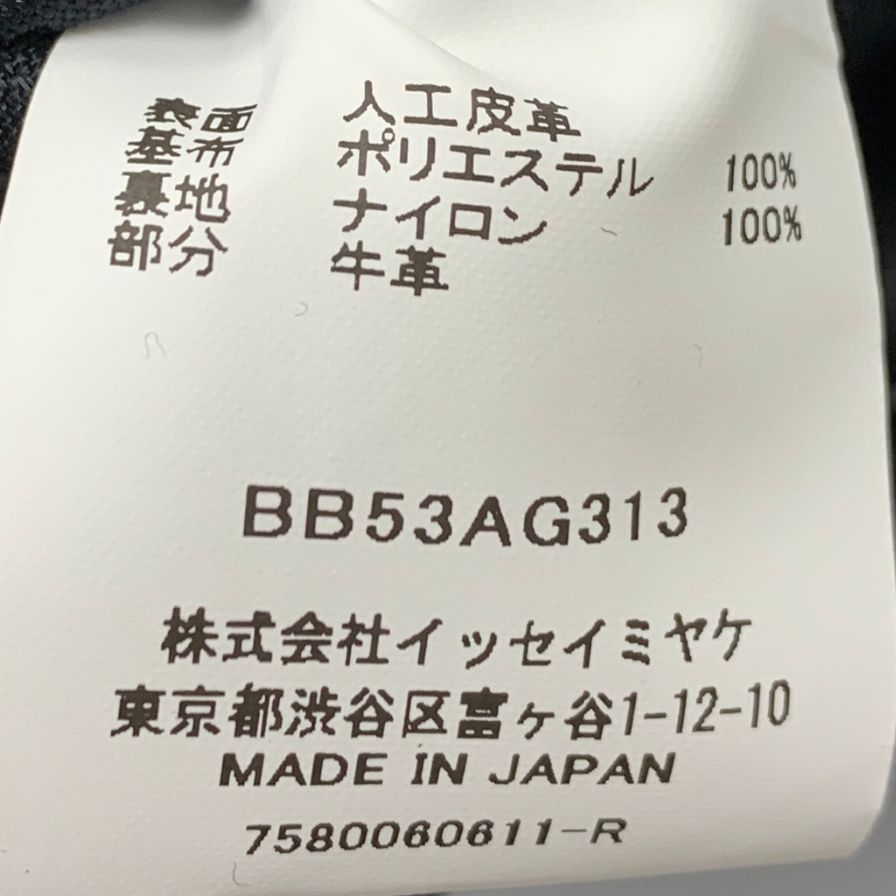 表面 人工皮革
基布 ポリエステル 100%
裏地 ナイロン 100%
部分 牛革
BB53AG313
株式会社イッセイミヤケ
東京都渋谷区富ヶ谷1-12-10
MADE IN JAPAN
7580060611-R